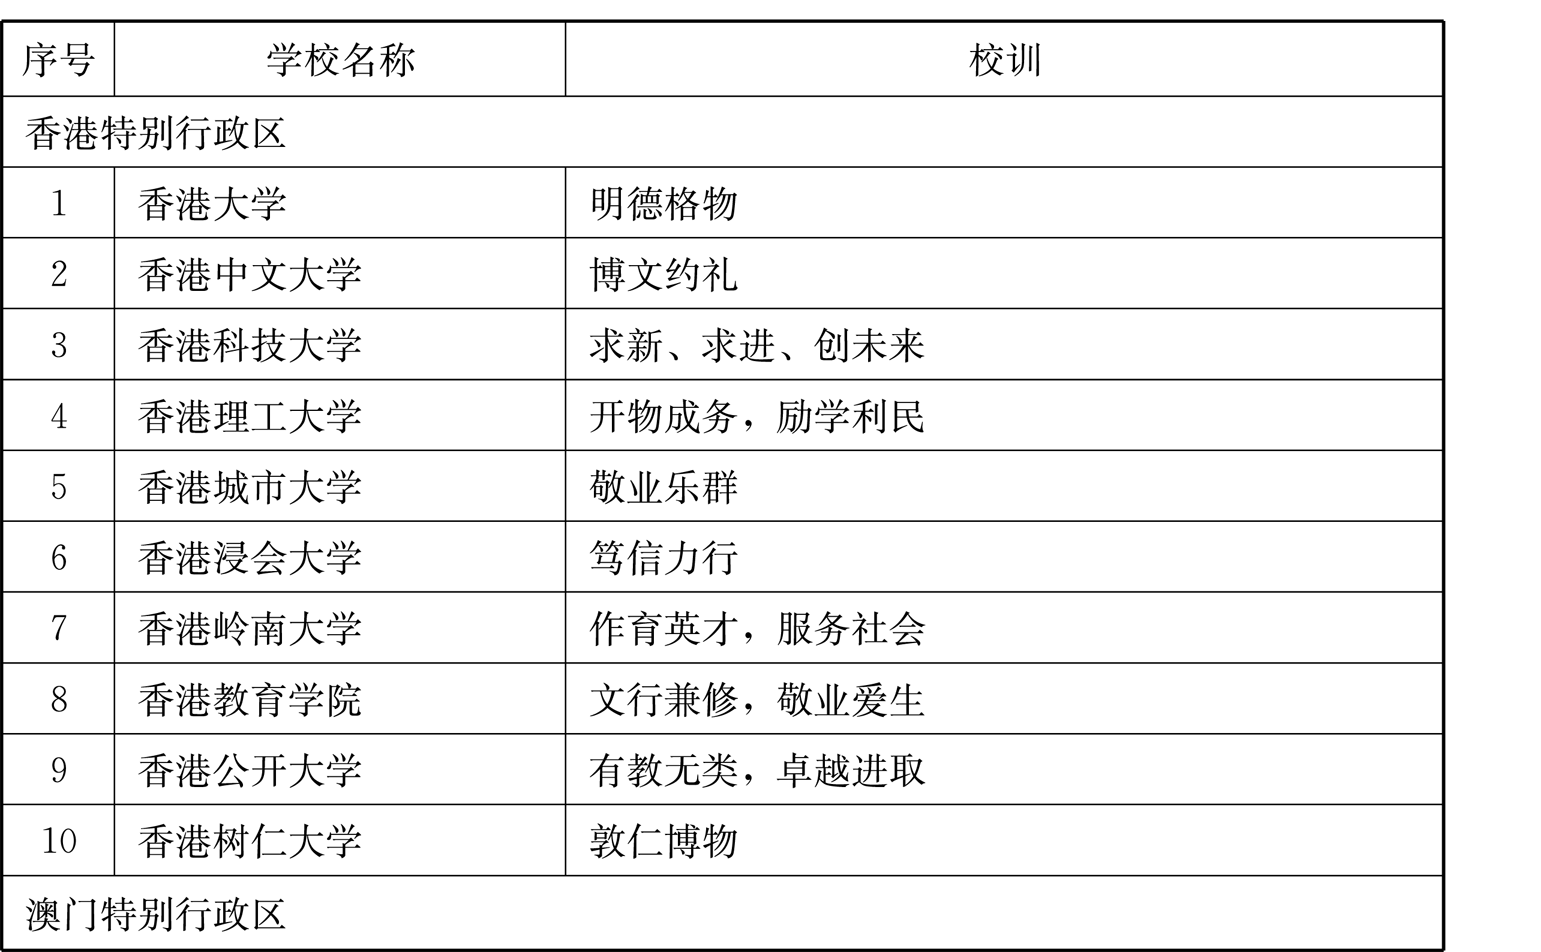 序号 学校名称 校训
香港特别行政区
1 香港大学 明德格物
2 香港中文大学 博文约礼
3 香港科技大学 求新、求进、创未来
4 香港理工大学 开物成务，励学利民
5 香港城市大学 敬业乐群
6 香港浸会大学 笃信力行
7 香港岭南大学 作育英才，服务社会
8 香港教育学院 文行兼修，敬业爱生
9 香港公开大学 有教无类，卓越进取
10 香港树仁大学 敦仁博物
澳门特别行政区